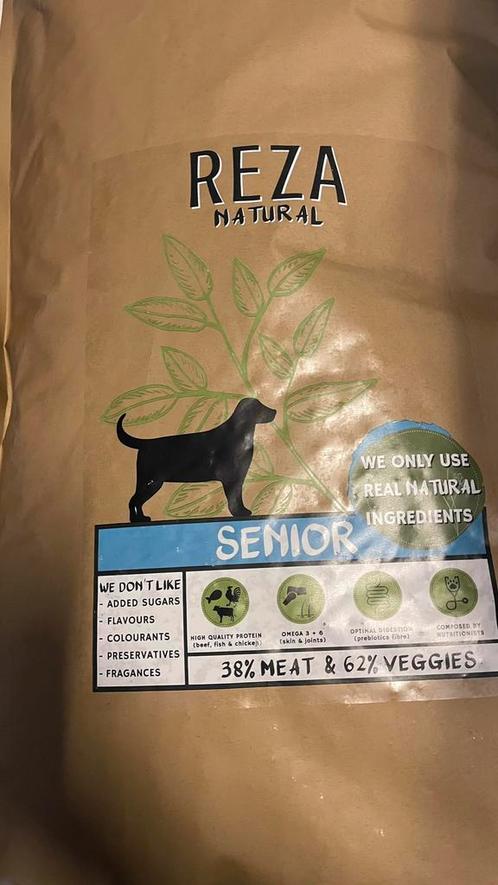 REZA
NATURAL
WE ONLY USE
REAL NATURAL
INGREDIENTS
SENIOR
WE DON'T LIKE
- ADDED SUGARS
- FLAVOURS
- COLOURANTS
- PRESERVATIVES
- FRAGANCES
HIGH QUALITY PROTEIN
(beef, fish & chicken)
OMEGA 3 + 6
(skin & joints)
OPTIMAL DIGESTION
(prebiotics fibre)
COMPOSED BY
NUTRITIONISTS
38% MEAT & 62% VEGGIES